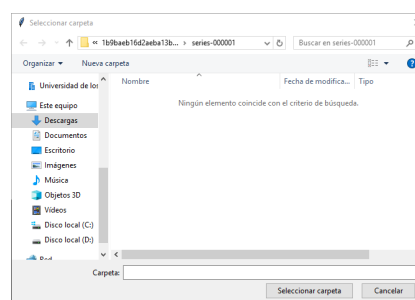 Seleccionar carpeta
« 1b9baeb16d2aeba13b... › series-000001
Buscar en series-000001
Organizar
Nueva carpeta
Nombre
Fecha de modifica...
Tipo
Universidad de los
Ningún elemento coincide con el criterio de búsqueda.
Este equipo
Descargas
Documentos
Escritorio
Imágenes
Música
Objetos 3D
Vídeos
Disco local (C:)
Disco local (D:)
Red
Carpeta:
Seleccionar carpeta
Cancelar